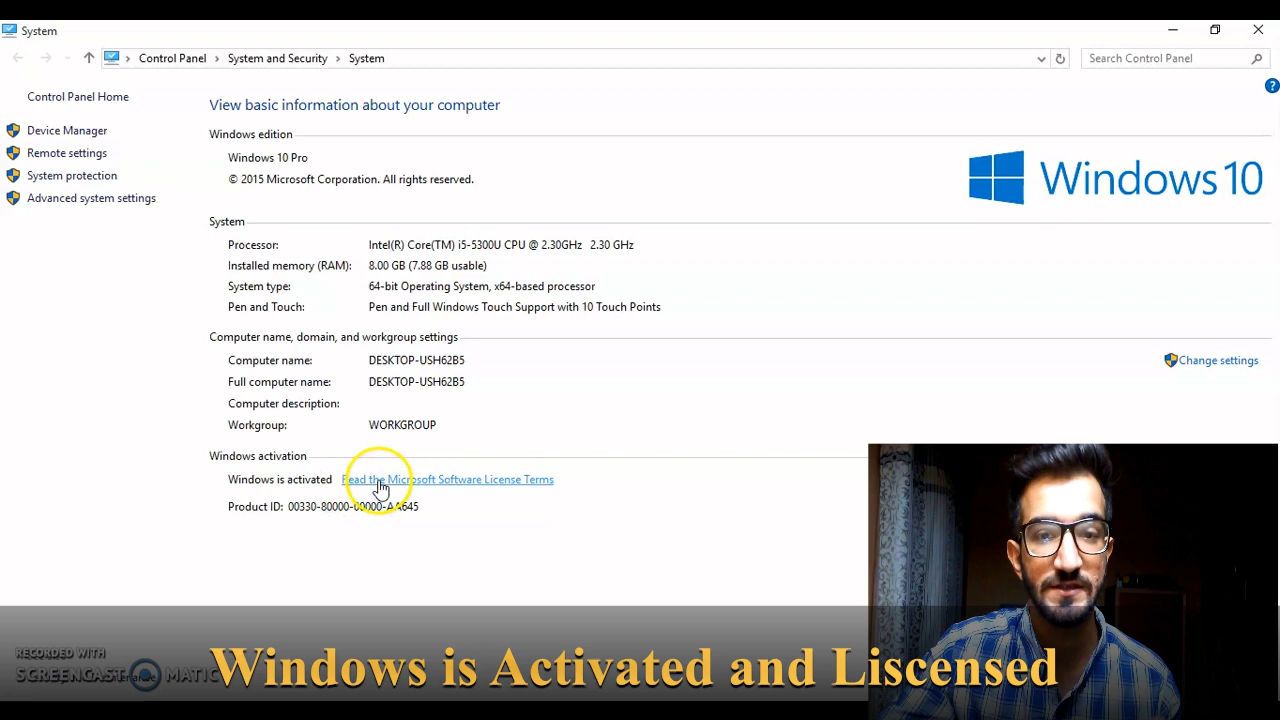 System
Control Panel > System and Security > System
Search Control Panel
Control Panel Home
Device Manager
Remote settings
System protection
Advanced system settings
View basic information about your computer
Windows edition
Windows 10 Pro
© 2015 Microsoft Corporation. All rights reserved.
Windows 10
System
Processor: Intel(R) Core(TM) i5-5300U CPU @ 2.30GHz 2.30 GHz
Installed memory (RAM): 8.00 GB (7.88 GB usable)
System type: 64-bit Operating System, x64-based processor
Pen and Touch: Pen and Full Windows Touch Support with 10 Touch Points
Computer name, domain, and workgroup settings
Computer name: DESKTOP-USH62B5
Change settings
Full computer name: DESKTOP-USH62B5
Computer description:
Workgroup: WORKGROUP
Windows activation
Windows is activated Read the Microsoft Software License Terms
Product ID: 00330-80000-00000-AA645
RECORDED WITH
SCREENCAST MATIC
Windows is Activated and Liscensed